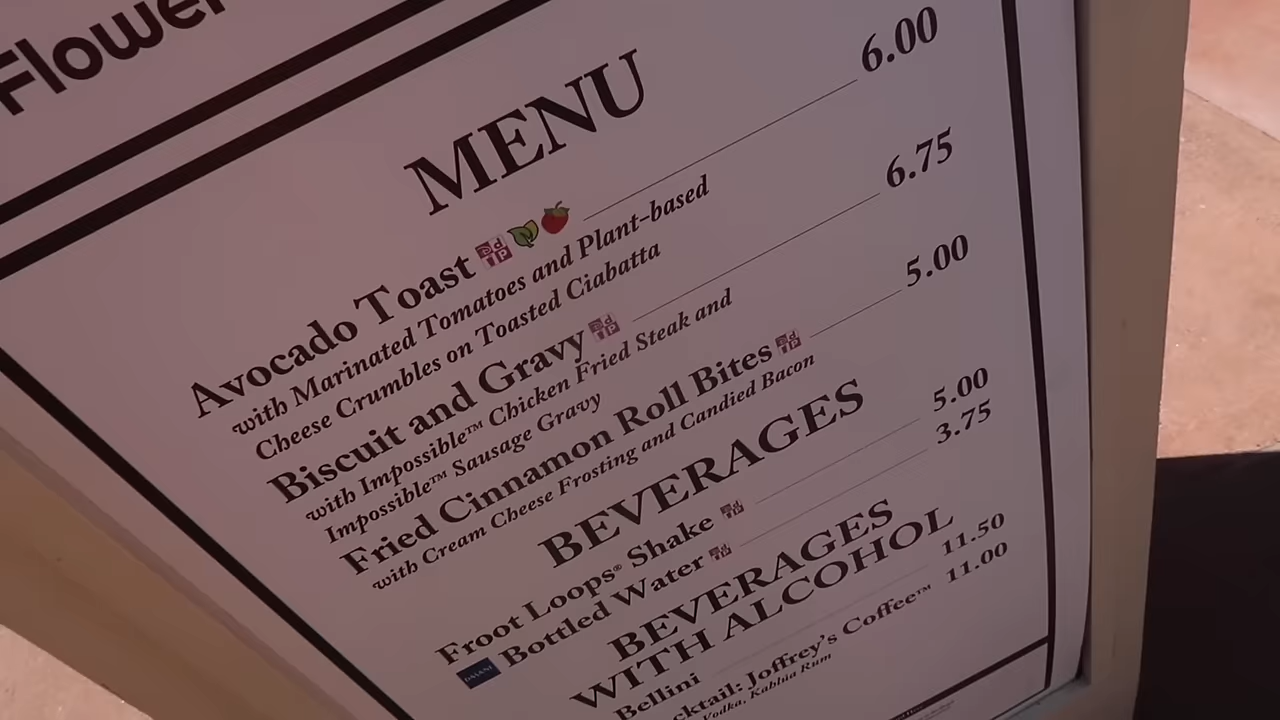 Flower
MENU
Avocado Toast 6.00
with Marinated Tomatoes and Plant-based
Cheese Crumbles on Toasted Ciabatta
Biscuit and Gravy 6.75
with Impossible™ Chicken Fried Steak and
Impossible™ Sausage Gravy
Fried Cinnamon Roll Bites 5.00
with Cream Cheese Frosting and Candied Bacon
BEVERAGES
Froot Loops® Shake 5.00
DASANI Bottled Water 3.75
BEVERAGES
WITH ALCOHOL
Bellini 11.50
cktail: Joffrey's Coffee™ 11.00
Vodka, Kahlúa Rum